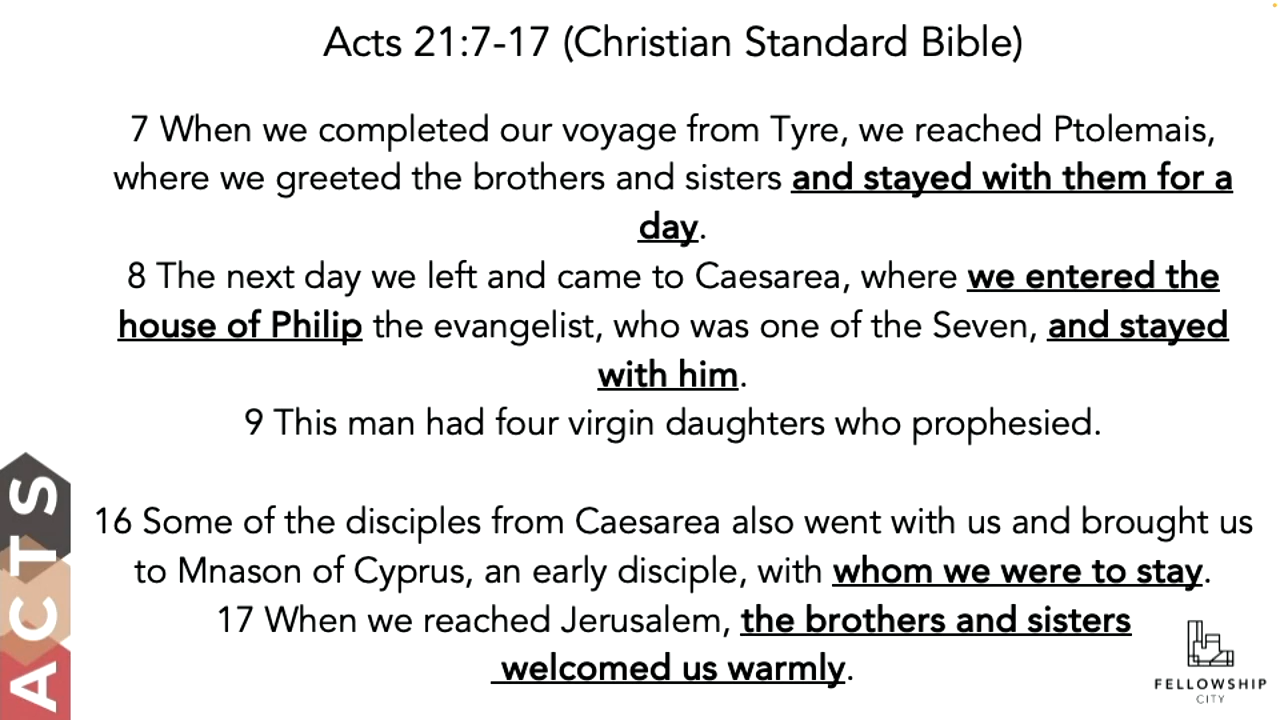 Acts 21:7-17 (Christian Standard Bible)
7 When we completed our voyage from Tyre, we reached Ptolemais,
where we greeted the brothers and sisters and stayed with them for a
day.
8 The next day we left and came to Caesarea, where we entered the
house of Philip the evangelist, who was one of the Seven, and stayed
with him.
9 This man had four virgin daughters who prophesied.
16 Some of the disciples from Caesarea also went with us and brought us
to Mnason of Cyprus, an early disciple, with whom we were to stay.
17 When we reached Jerusalem, the brothers and sisters
welcomed us warmly.
ACTS
FELLOWSHIP
CITY